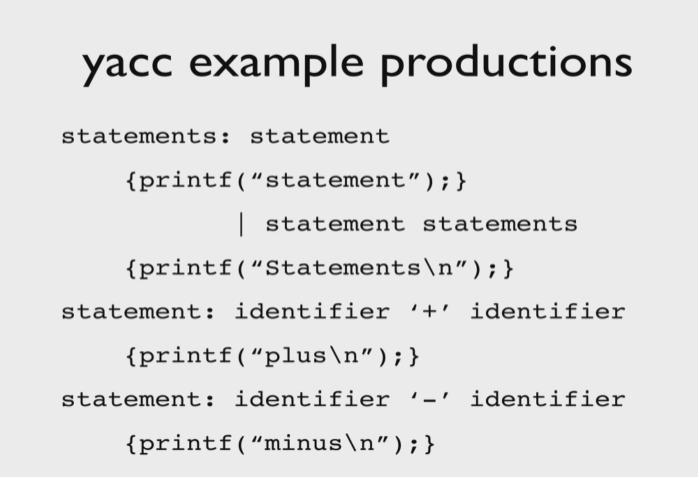 yacc example productions
statements: statement
{printf(“statement”);}
| statement statements
{printf(“Statements\n”);}
statement: identifier ‘+’ identifier
{printf(“plus\n”);}
statement: identifier ‘-’ identifier
{printf(“minus\n”);}